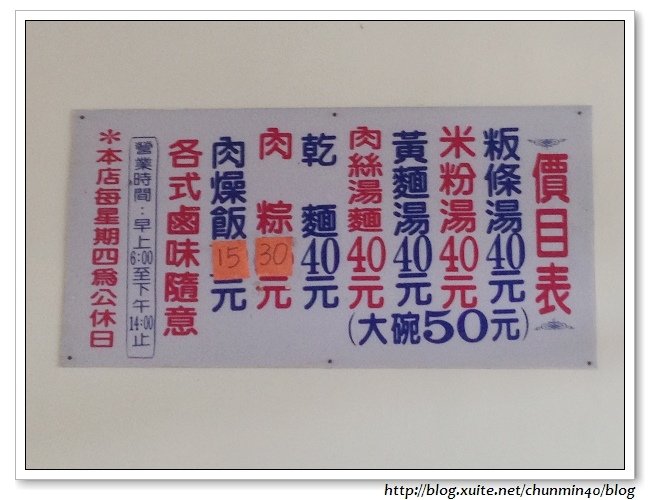 價目表
粄條湯40元
米粉湯40元
黃麵湯40元
肉絲湯麵40元
(大碗50元)
乾麵40元
肉粽30元
肉燥飯15元
各式鹵味隨意
營業時間:早上6:00至下午14:00止
*本店每星期四為公休日
http://blog.xuite.net/chunmin40/blog